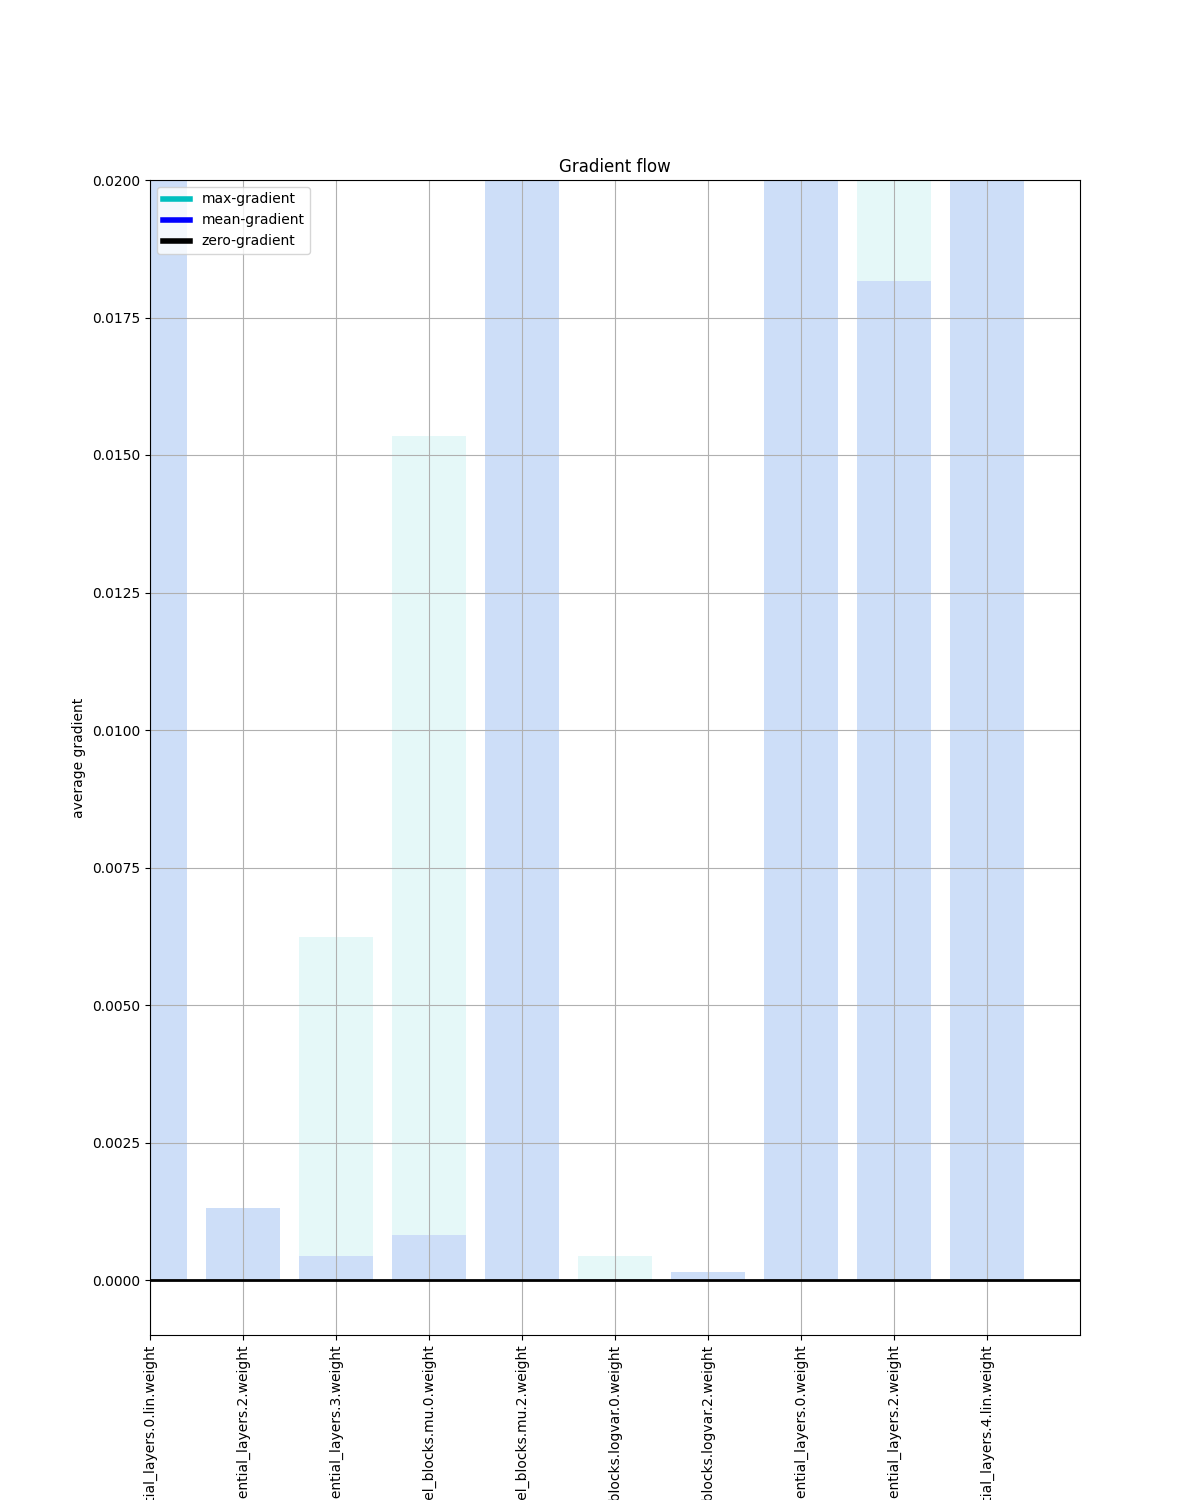 Gradient flow
max-gradient
mean-gradient
zero-gradient
0.0200
0.0175
0.0150
0.0125
0.0100
0.0075
0.0050
0.0025
0.0000
average gradient
tial_layers.0.lin.weight
ential_layers.2.weight
ential_layers.3.weight
el_blocks.mu.0.weight
el_blocks.mu.2.weight
blocks.logvar.0.weight
blocks.logvar.2.weight
ential_layers.0.weight
ential_layers.2.weight
tial_layers.4.lin.weight